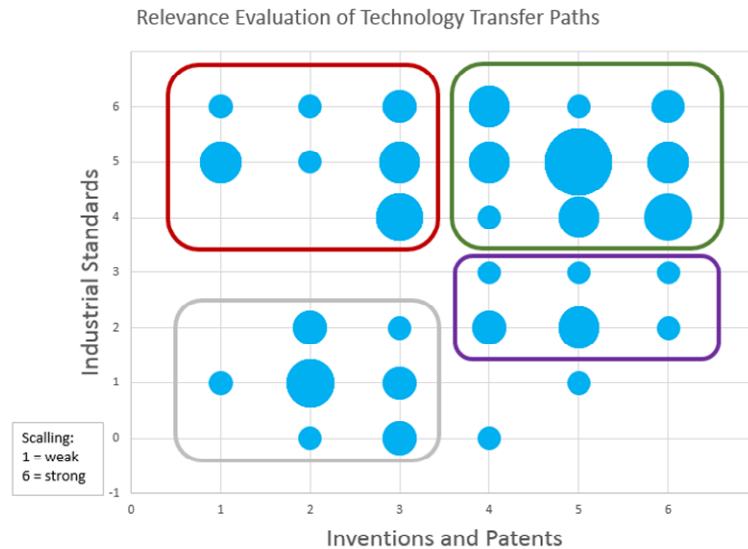 Relevance Evaluation of Technology Transfer Paths
Industrial Standards
6
5
4
3
2
1
0
-1
0 1 2 3 4 5 6
Inventions and Patents
Scalling:
1 = weak
6 = strong